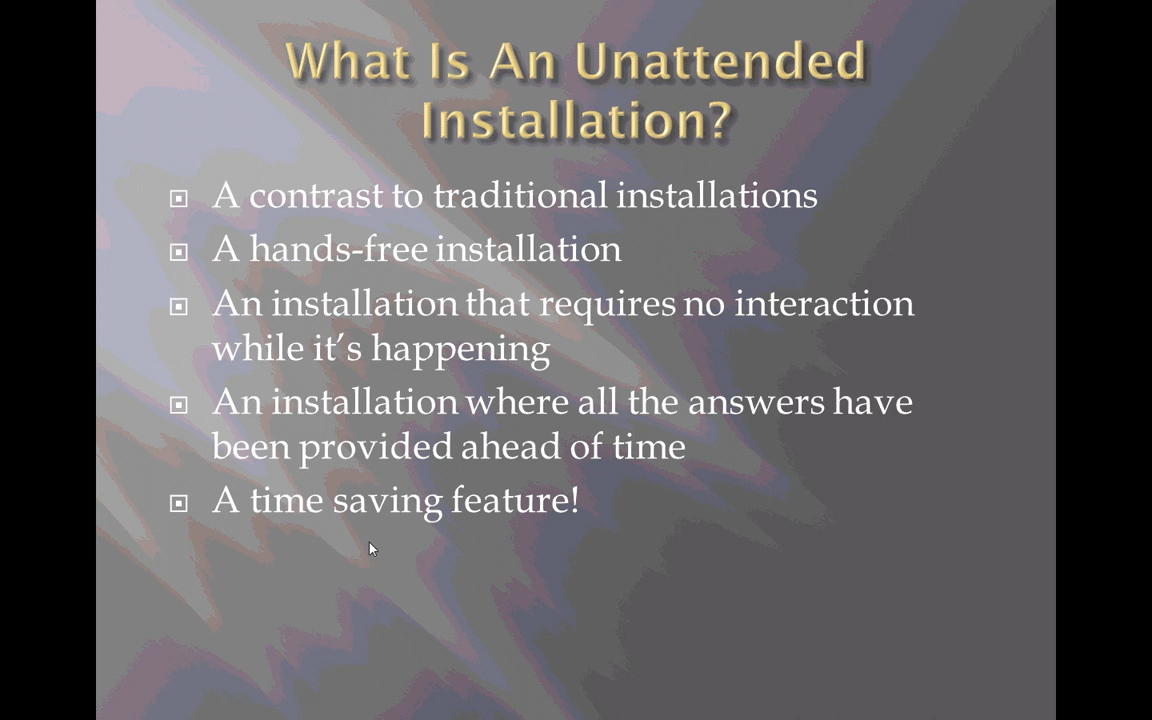 What Is An Unattended
Installation?
A contrast to traditional installations
A hands-free installation
An installation that requires no interaction
while it’s happening
An installation where all the answers have
been provided ahead of time
A time saving feature!